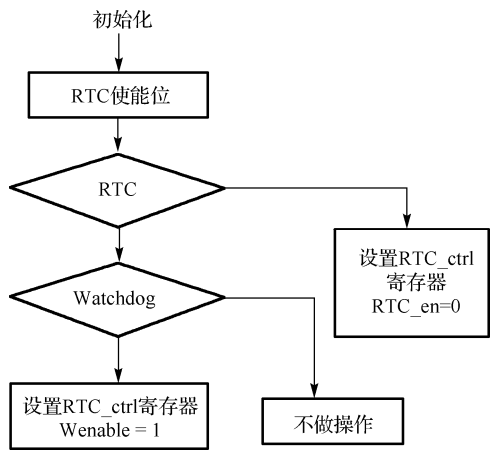 初始化
RTC使能位
RTC
设置RTC_ctrl
寄存器
RTC_en=0
Watchdog
设置RTC_ctrl寄存器
Wenable = 1
不做操作